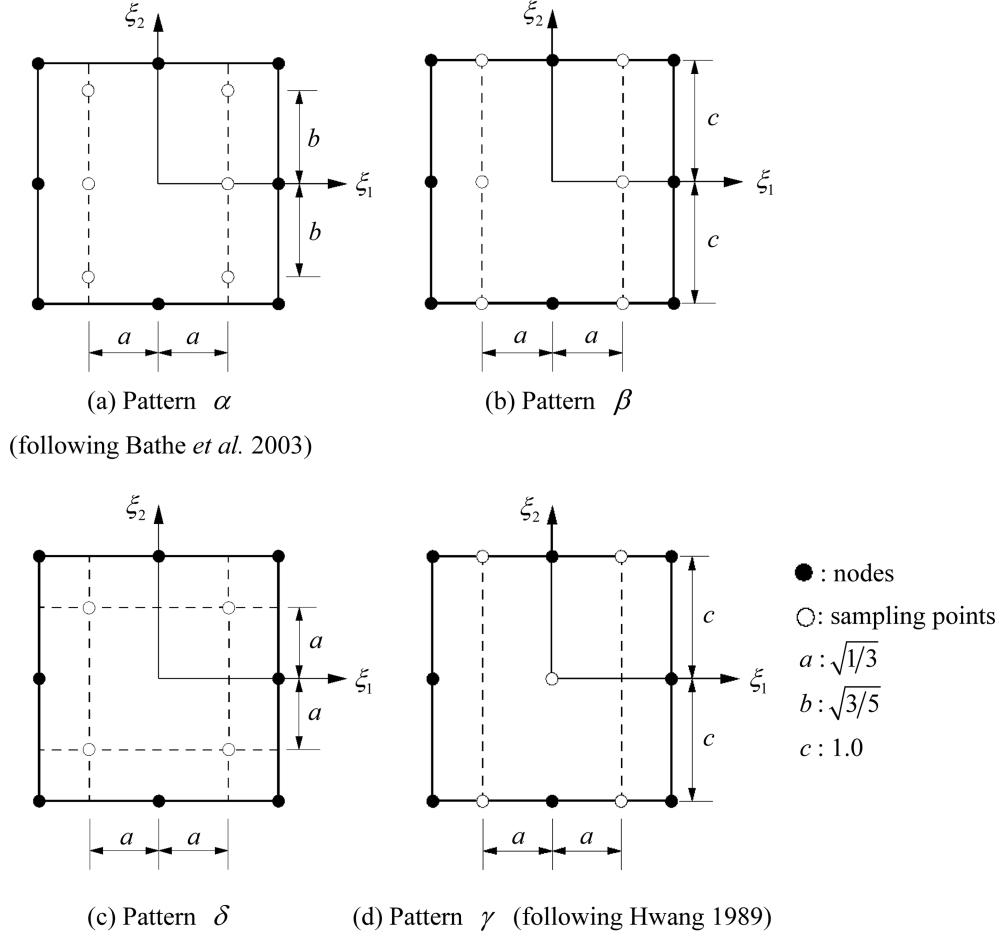 ξ₂
b
b
ξ₁
a a
(a) Pattern α
(following Bathe et al. 2003)
ξ₂
c
c
ξ₁
a a
(b) Pattern β
ξ₂
a
a
ξ₁
a a
(c) Pattern δ
ξ₂
c
c
ξ₁
a a
(d) Pattern γ (following Hwang 1989)
: nodes
: sampling points
a : √1/3
b : √3/5
c : 1.0